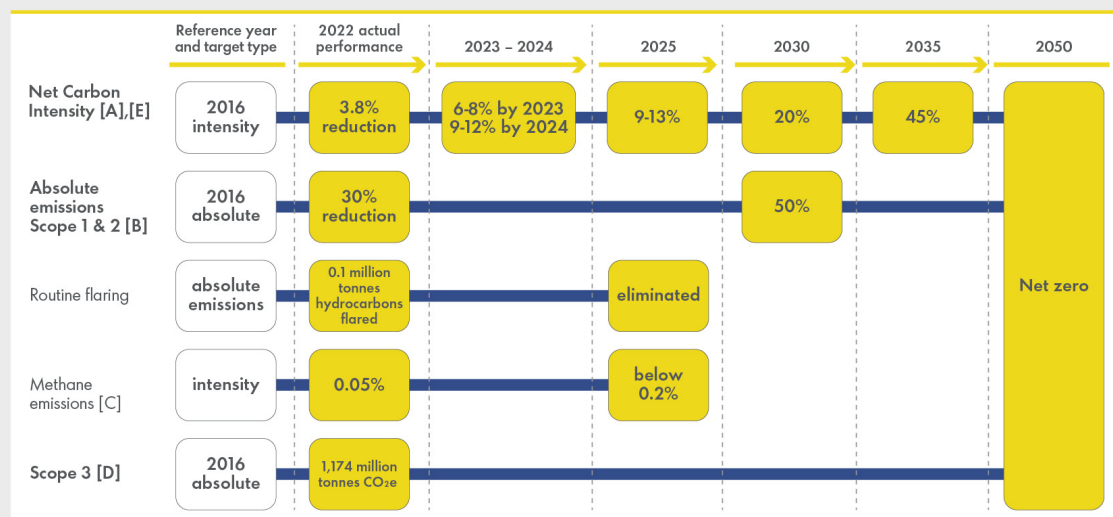 Reference year
and target type
2022 actual
performance
2023 – 2024
2025
2030
2035
2050
Net Carbon
Intensity [A],[E]
2016
intensity
3.8%
reduction
6-8% by 2023
9-12% by 2024
9-13%
20%
45%
Absolute
emissions
Scope 1 & 2 [B]
2016
absolute
30%
reduction
50%
Routine flaring
absolute
emissions
0.1 million
tonnes
hydrocarbons
flared
eliminated
Net zero
Methane
emissions [C]
intensity
0.05%
below
0.2%
Scope 3 [D]
2016
absolute
1,174 million
tonnes CO₂e